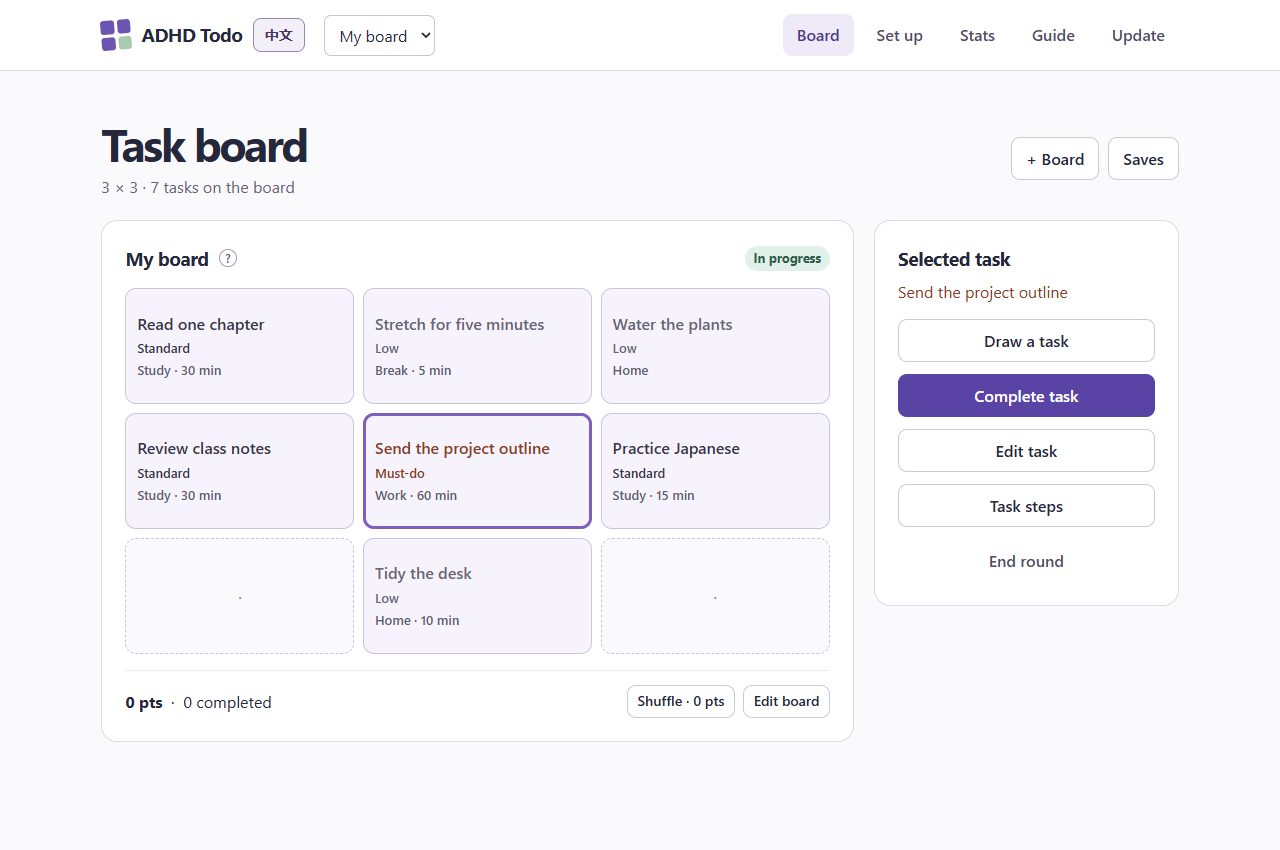 ADHD Todo
中文
My board
Board
Set up
Stats
Guide
Update
Task board
3 × 3 · 7 tasks on the board
+ Board
Saves
My board
?
In progress
Read one chapter
Standard
Study · 30 min
Stretch for five minutes
Low
Break · 5 min
Water the plants
Low
Home
Review class notes
Standard
Study · 30 min
Send the project outline
Must-do
Work · 60 min
Practice Japanese
Standard
Study · 15 min
·
Tidy the desk
Low
Home · 10 min
·
0 pts · 0 completed
Shuffle · 0 pts
Edit board
Selected task
Send the project outline
Draw a task
Complete task
Edit task
Task steps
End round